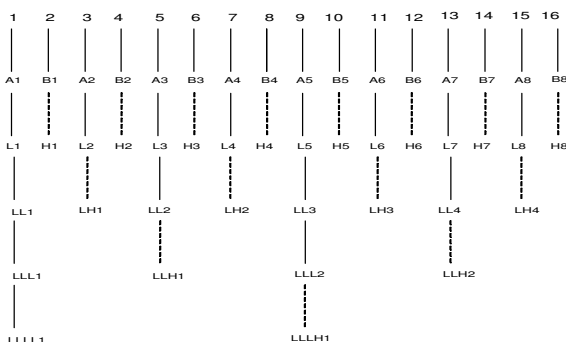 1 2 3 4 5 6 7 8 9 10 11 12 13 14 15 16
A1 B1 A2 B2 A3 B3 A4 B4 A5 B5 A6 B6 A7 B7 A8 B8
L1 H1 L2 H2 L3 H3 L4 H4 L5 H5 L6 H6 L7 H7 L8 H8
LL1 LH1 LL2 LH2 LL3 LH3 LL4 LH4
LLL1 LLH1 LLL2 LLH2
LLLL1 LLLH1